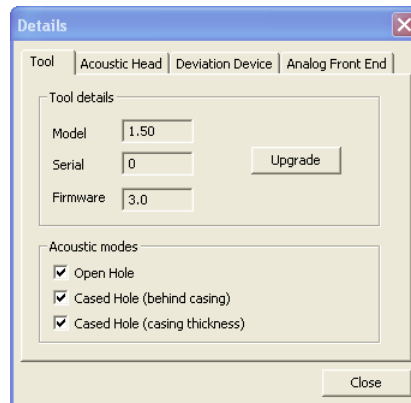 Details
Tool Acoustic Head Deviation Device Analog Front End
Tool details
Model 1.50
Serial 0 Upgrade
Firmware 3.0
Acoustic modes
Open Hole
Cased Hole (behind casing)
Cased Hole (casing thickness)
Close